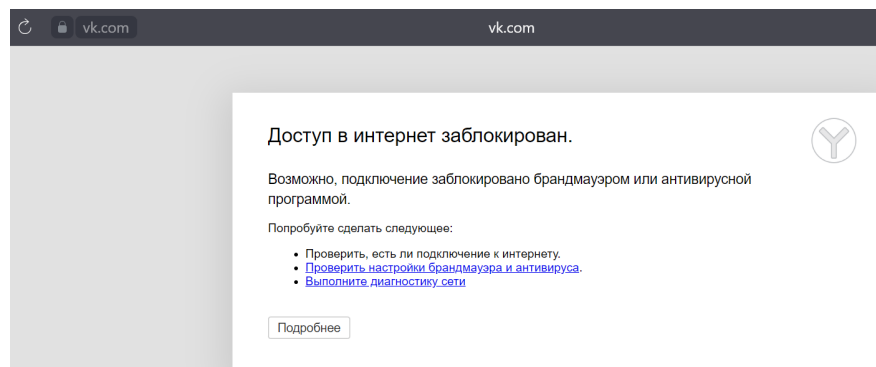 vk.com vk.com
Доступ в интернет заблокирован.
Возможно, подключение заблокировано брандмауэром или антивирусной
программой.
Попробуйте сделать следующее:
Проверить, есть ли подключение к интернету.
Проверить настройки брандмауэра и антивируса.
Выполните диагностику сети
Подробнее